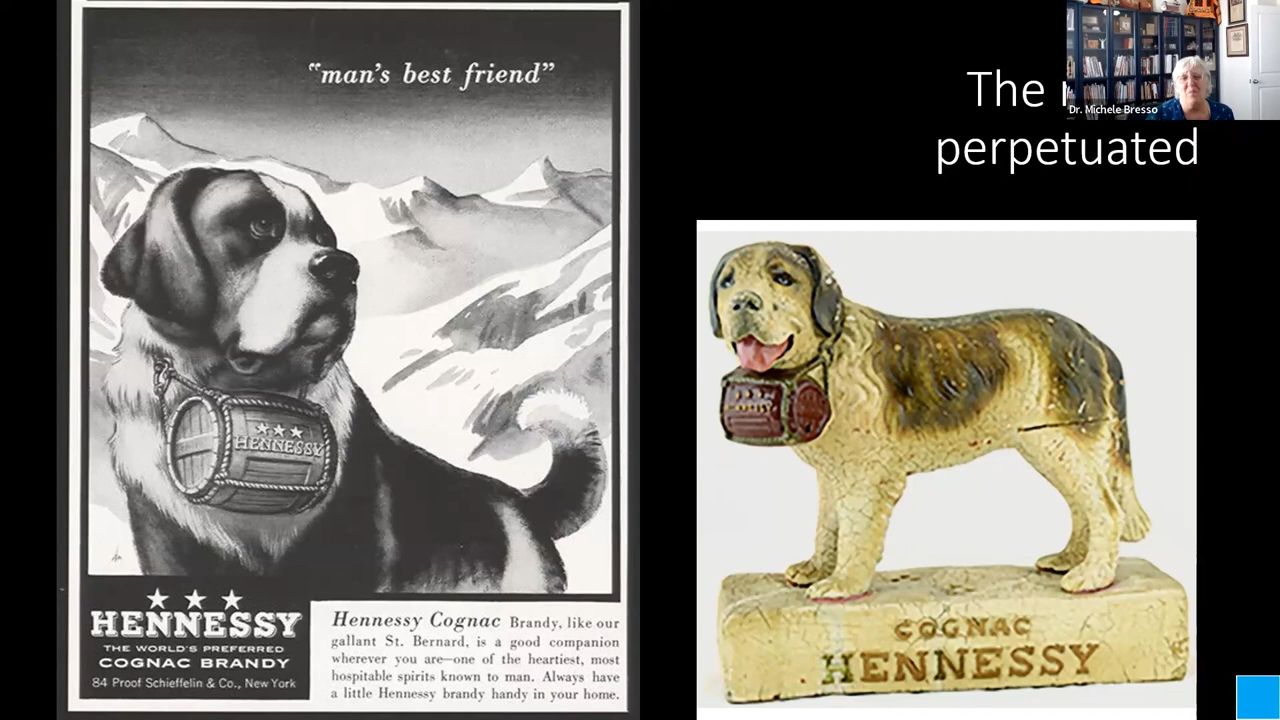 "man's best friend"
HENNESSY
HENNESSY
THE WORLD'S PREFERRED
COGNAC BRANDY
84 Proof Schieffelin & Co., New York
Hennessy Cognac Brandy, like our
gallant St. Bernard, is a good companion
wherever you are—one of the heartiest, most
hospitable spirits known to man. Always have
a little Hennessy brandy handy in your home.
The
perpetuated
Dr. Michele Bresso
COGNAC
HENNESSY